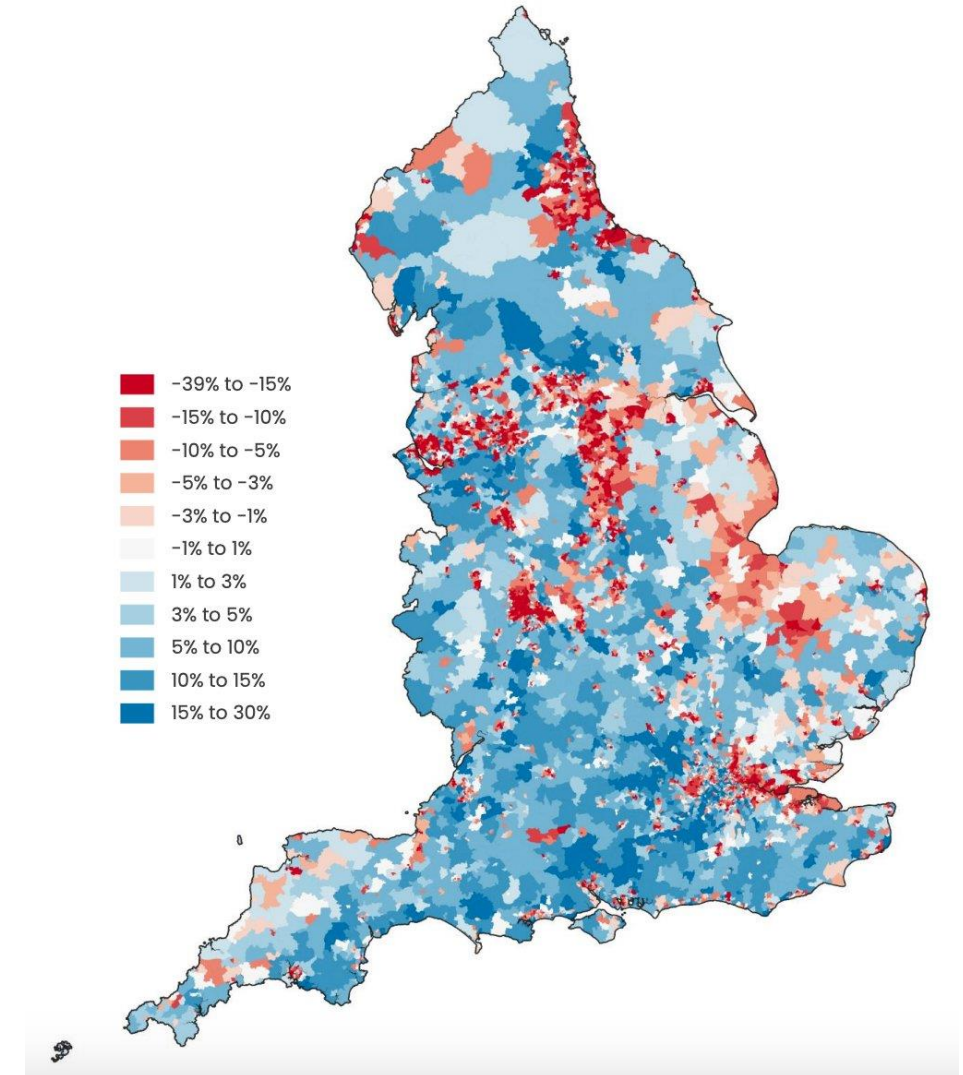 -39% to -15%
-15% to -10%
-10% to -5%
-5% to -3%
-3% to -1%
-1% to 1%
1% to 3%
3% to 5%
5% to 10%
10% to 15%
15% to 30%